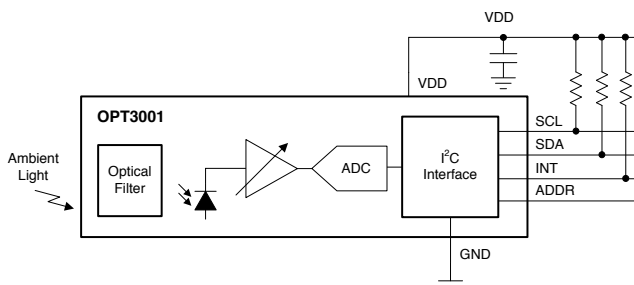 VDD
VDD
OPT3001
SCL
SDA
INT
ADDR
Ambient
Light
Optical
Filter
ADC
I²C
Interface
GND